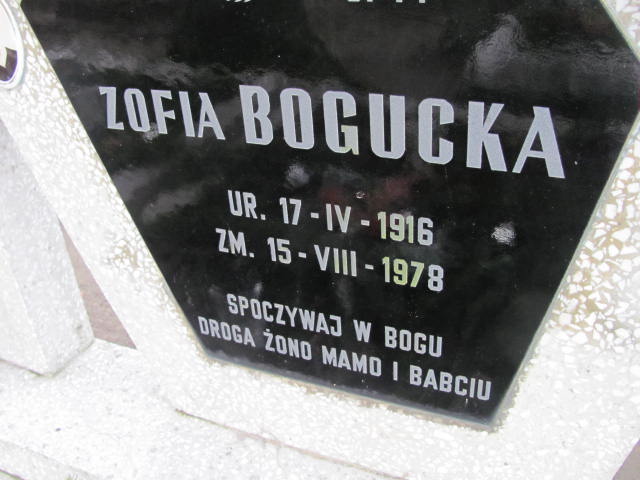 ZOFIA BOGUCKA
UR. 17-IV-1916
ZM. 15-VIII-1978
SPOCZYWAJ W BOGU
DROGA ŻONO MAMO I BABCIU